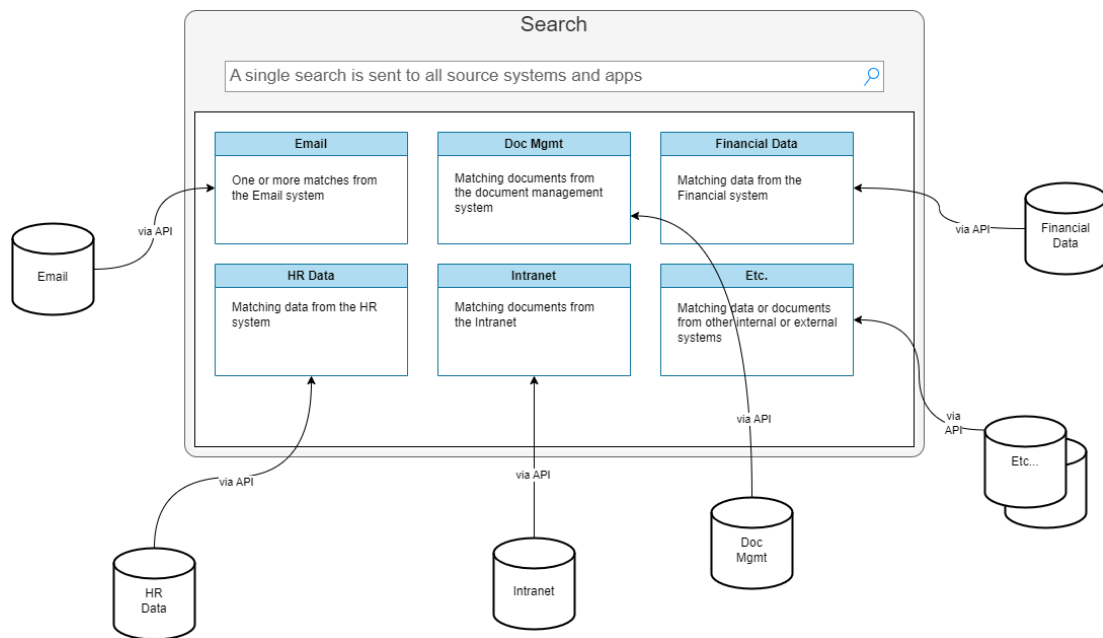 Search
A single search is sent to all source systems and apps
Email
One or more matches from
the Email system
Doc Mgmt
Matching documents from
the document management
system
Financial Data
Matching data from the
Financial system
HR Data
Matching data from the HR
system
Intranet
Matching documents from
the Intranet
Etc.
Matching data or documents
from other internal or external
systems
via API
Email
via API
Financial
Data
via API
HR
Data
via API
Intranet
via API
Doc
Mgmt
via
API
Etc...